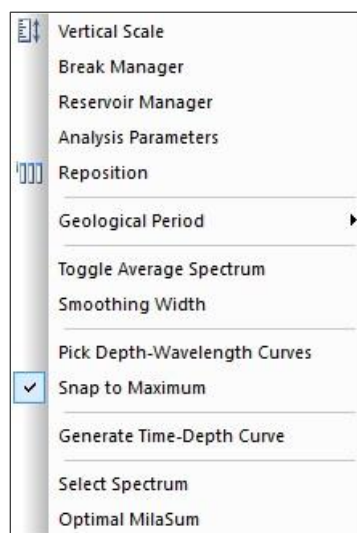 Vertical Scale
Break Manager
Reservoir Manager
Analysis Parameters
Reposition
Geological Period
Toggle Average Spectrum
Smoothing Width
Pick Depth-Wavelength Curves
Snap to Maximum
Generate Time-Depth Curve
Select Spectrum
Optimal MilaSum